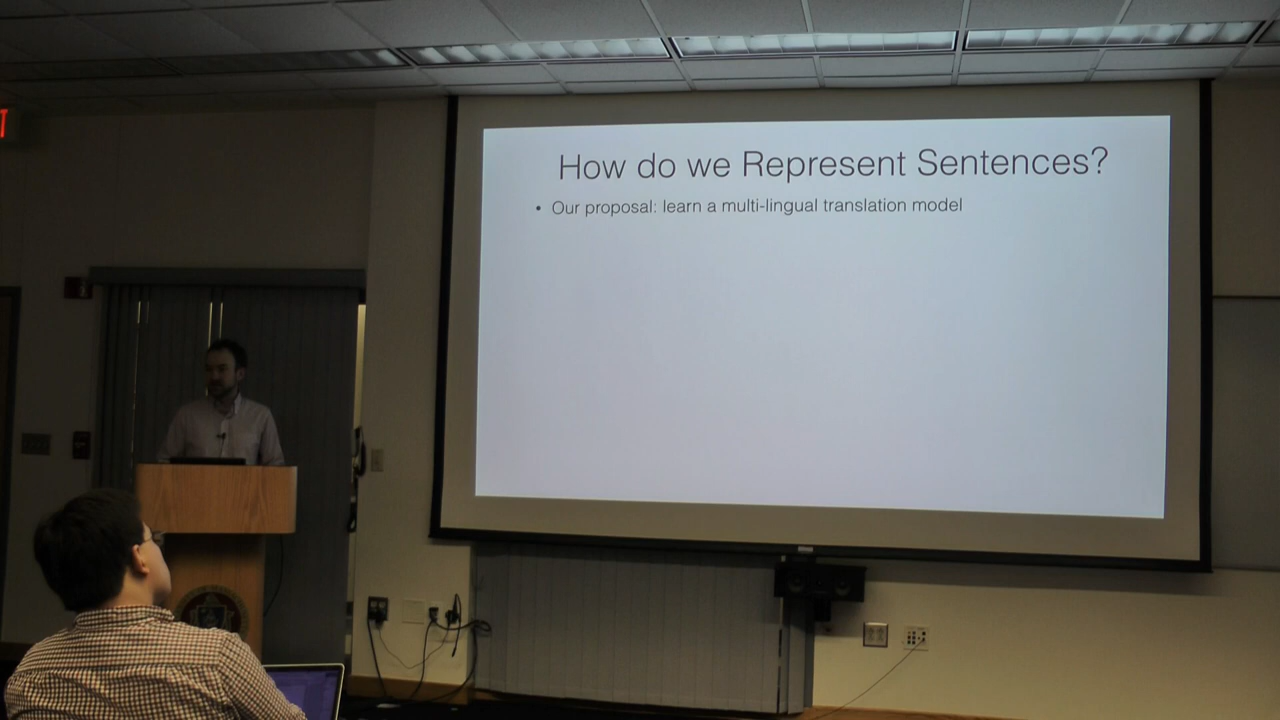 How do we Represent Sentences?
• Our proposal: learn a multi-lingual translation model